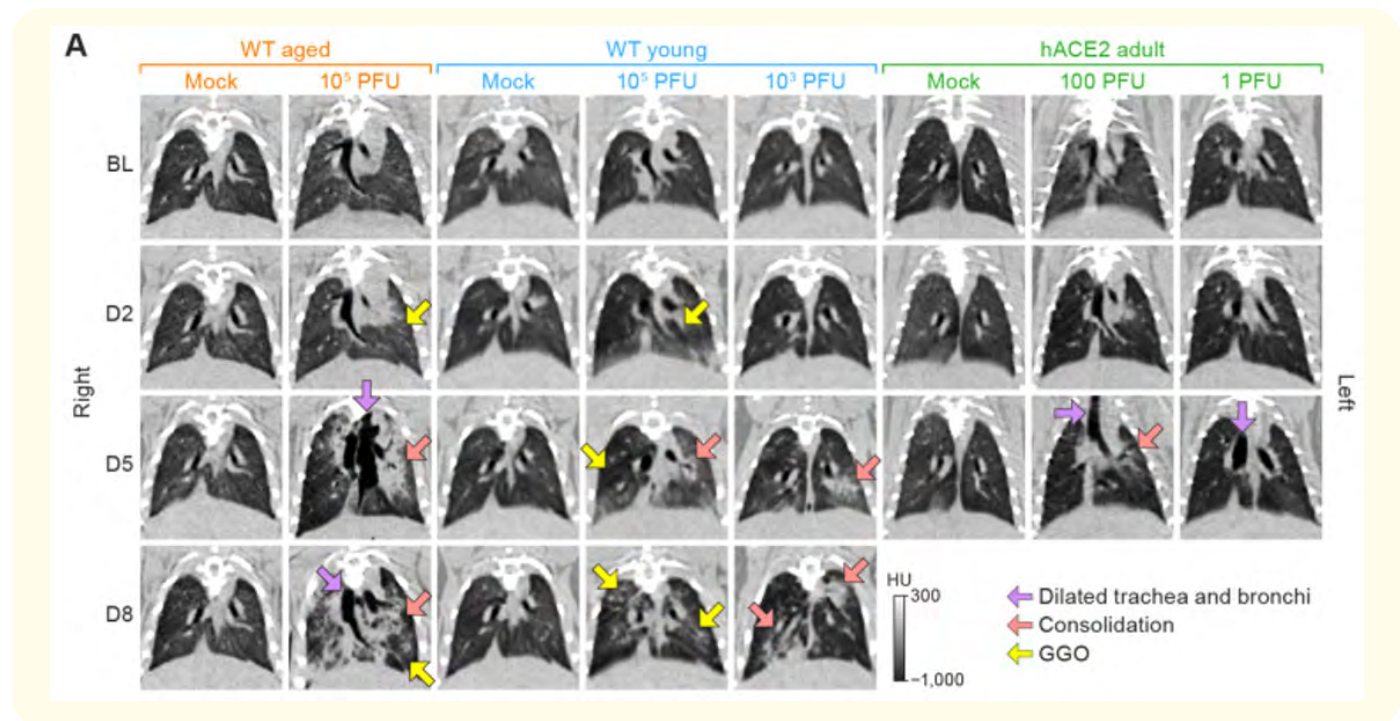 A
WT aged WT young hACE2 adult
Mock 10⁵ PFU Mock 10⁵ PFU 10³ PFU Mock 100 PFU 1 PFU
BL
D2
Right
Left
D5
D8
HU
300
−1,000
Dilated trachea and bronchi
Consolidation
GGO